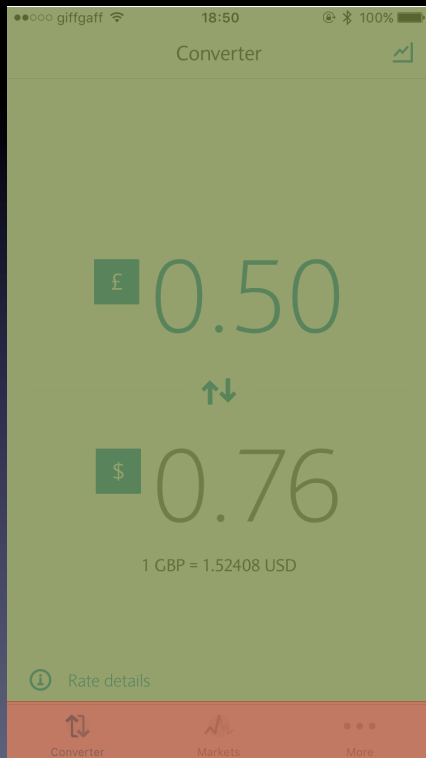 giffgaff 18:50 100%
Converter
£ 0.50
$ 0.76
1 GBP = 1.52408 USD
Rate details
Converter Markets More